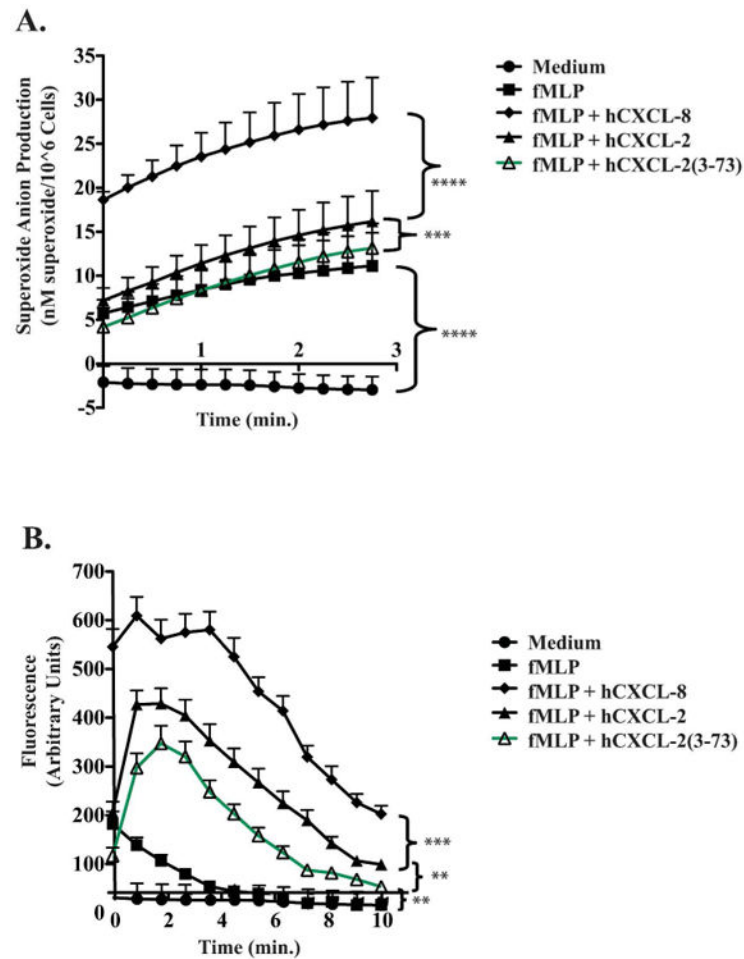 A.
Superoxide Anion Production
(nM superoxide/10^6 Cells)
35
30
25
20
15
10
5
0
-5
1
2
3
Time (min.)
****
***
****
Medium
fMLP
fMLP + hCXCL-8
fMLP + hCXCL-2
fMLP + hCXCL-2(3-73)
B.
Fluorescence
(Arbitrary Units)
700
600
500
400
300
200
100
0
0
2
4
6
8
10
Time (min.)
***
**
**
Medium
fMLP
fMLP + hCXCL-8
fMLP + hCXCL-2
fMLP + hCXCL-2(3-73)